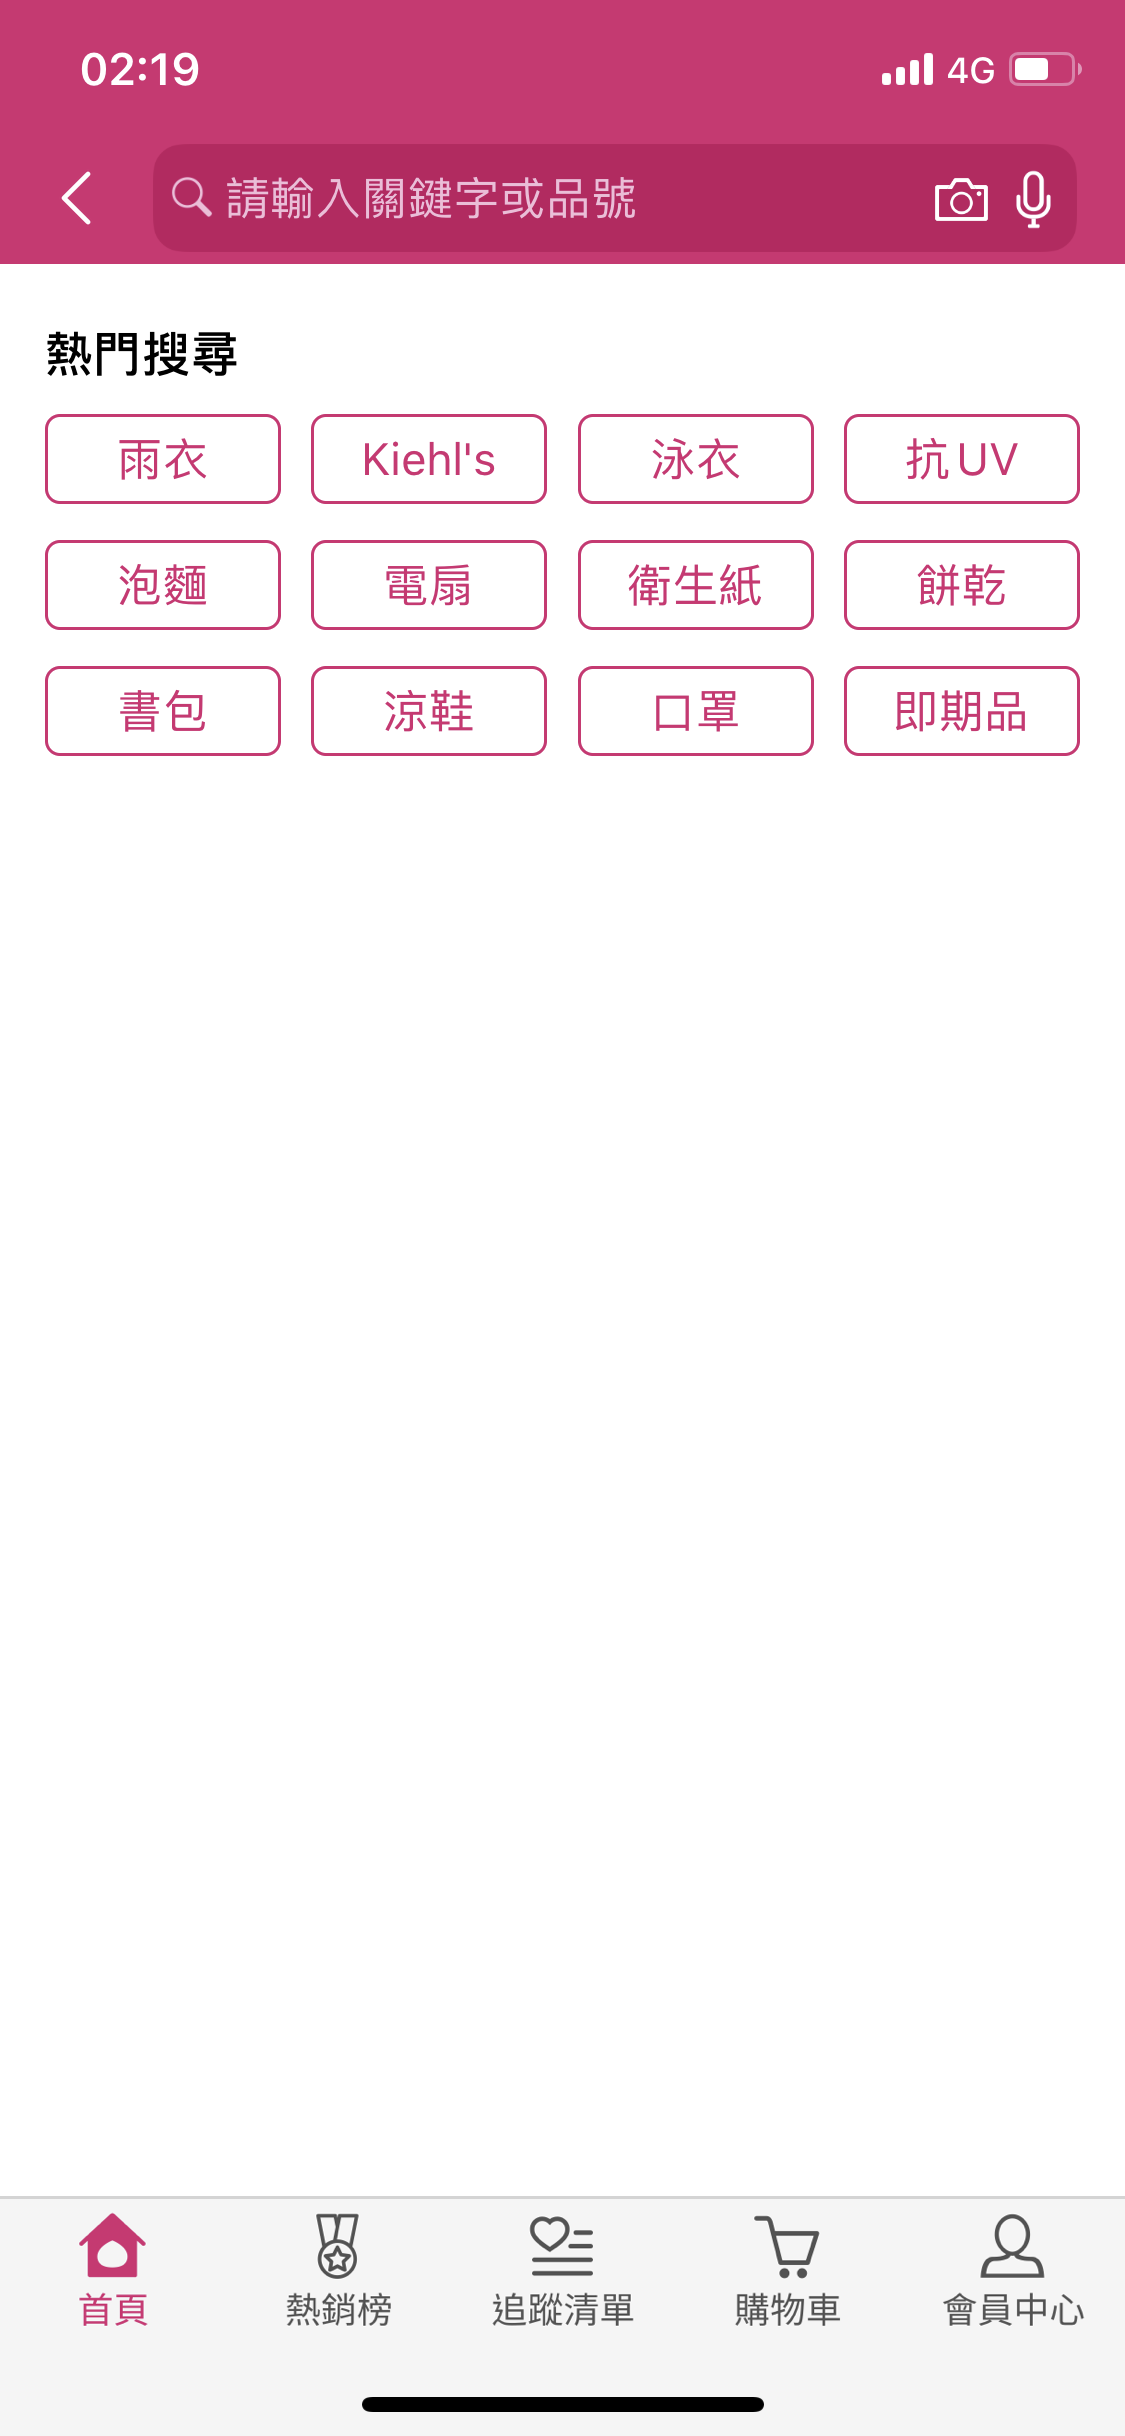 02:19 4G
請輸入關鍵字或品號
熱門搜尋
雨衣 Kiehl's 泳衣 抗UV
泡麵 電扇 衛生紙 餅乾
書包 涼鞋 口罩 即期品
首頁 熱銷榜 追蹤清單 購物車 會員中心